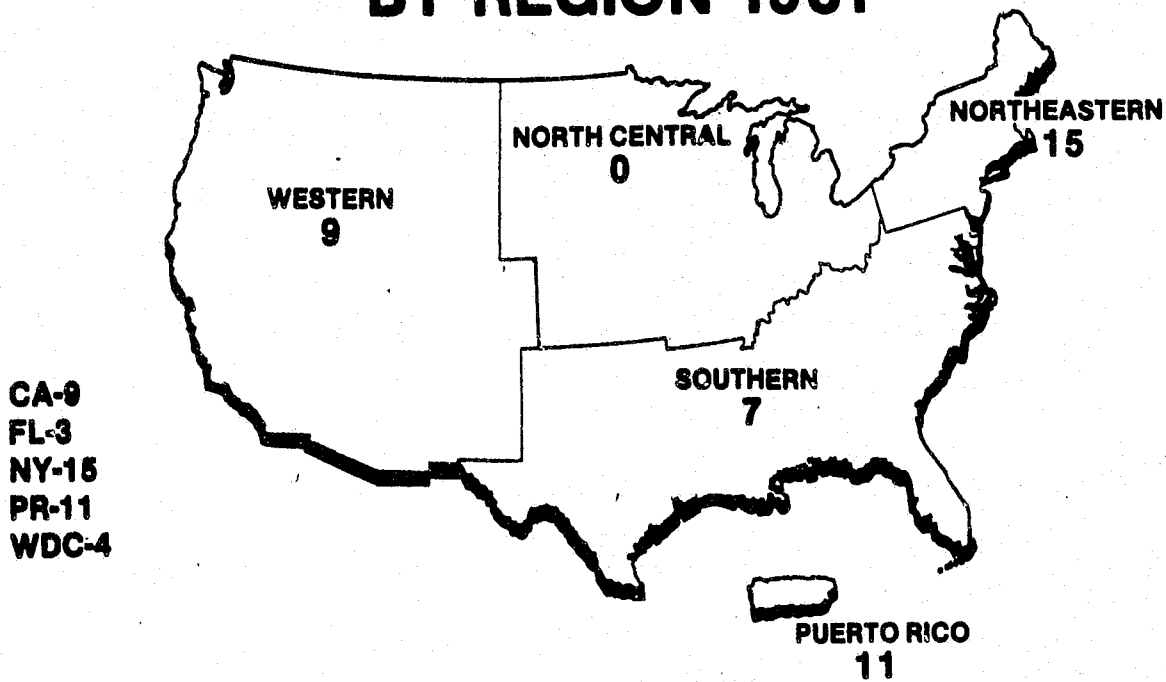 BY REGION 1981
NORTHEASTERN
15
NORTH CENTRAL
0
WESTERN
9
SOUTHERN
7
CA-9
FL-3
NY-15
PR-11
WDC-4
PUERTO RICO
11